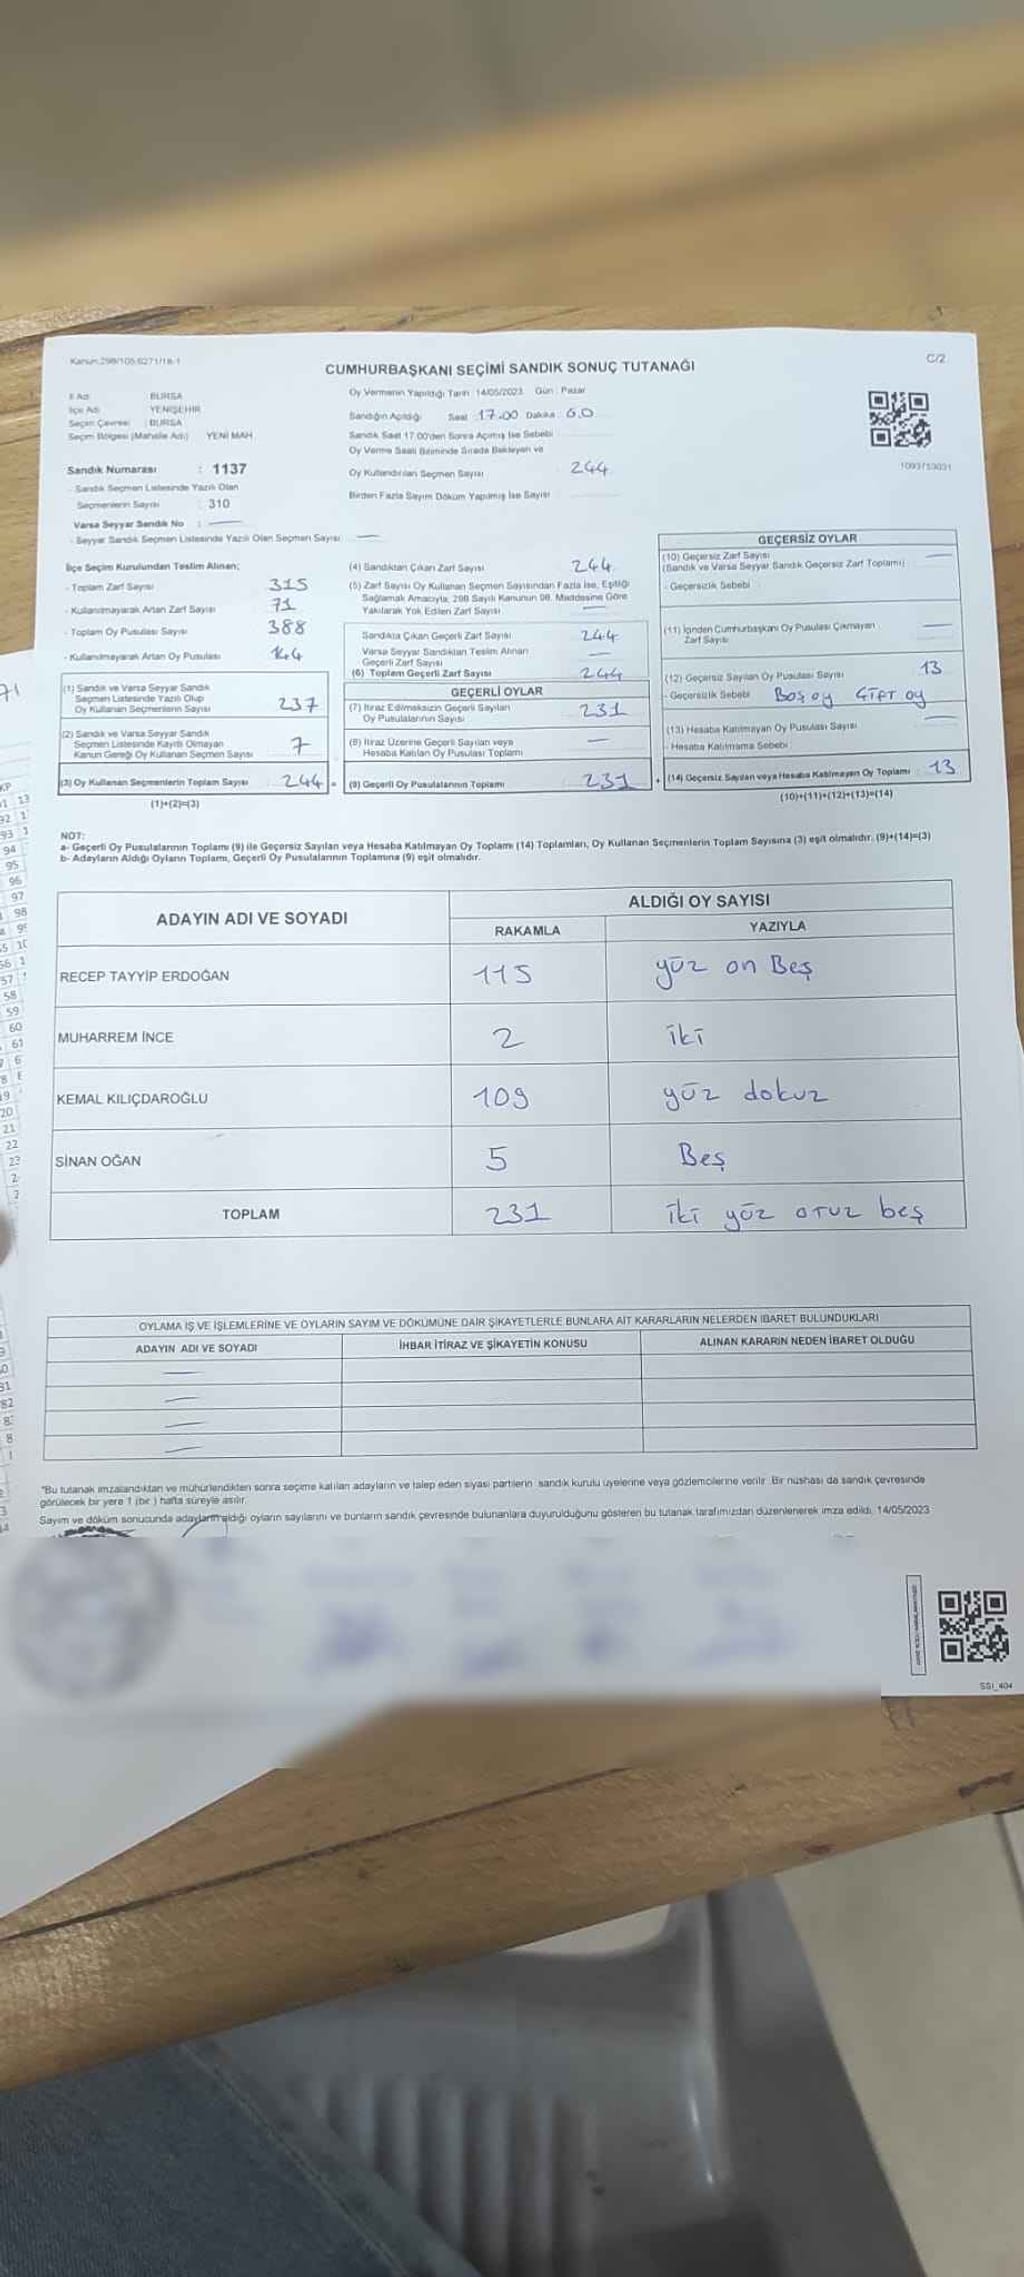 Kanun:298/105 6271/18-1
C/2
CUMHURBAŞKANI SEÇİMİ SANDIK SONUÇ TUTANAĞI
İl Adı : BURSA
İlçe Adı : YENİŞEHİR
Seçim Çevresi : BURSA
Seçim Bölgesi (Mahalle Adı) YENİ MAH
Oy Vermenin Yapıldığı Tarih : 14/05/2023 Gün : Pazar
Sandığın Açıldığı Saat 17.00 Dakika
Sandık Saat 17.00'den Sonra Açılmış İse Sebebi
Oy Verme Saati Bitiminde Sırada Bekleyen ve
Oy Kullandırılan Seçmen Sayısı 244
Birden Fazla Sayım Döküm Yapılmış İse Sayısı
1093753031
Sandık Numarası : 1137
- Sandık Seçmen Listesinde Yazılı Olan
Seçmenlerin Sayısı : 310
Varsa Seyyar Sandık No : —
- Seyyar Sandık Seçmen Listesinde Yazılı Olan Seçmen Sayısı —
İlçe Seçim Kurulundan Teslim Alınan;
- Toplam Zarf Sayısı 315
- Kullanılmayarak Artan Zarf Sayısı 71
- Toplam Oy Pusulası Sayısı 388
- Kullanılmayarak Artan Oy Pusulası 144
(1) Sandık ve Varsa Seyyar Sandık
Seçmen Listesinde Yazılı Olup
Oy Kullanan Seçmenlerin Sayısı 237
(2) Sandık ve Varsa Seyyar Sandık
Seçmen Listesinde Kayıtlı Olmayan
Kanun Gereği Oy Kullanan Seçmen Sayısı 7
(3) Oy Kullanan Seçmenlerin Toplam Sayısı 244 =
(1)+(2)=(3)
(4) Sandıktan Çıkan Zarf Sayısı 244
(5) Zarf Sayısı Oy Kullanan Seçmen Sayısından Fazla İse, Eşitliği
Sağlamak Amacıyla, 298 Sayılı Kanunun 98. Maddesine Göre
Yakılarak Yok Edilen Zarf Sayısı —
Sandıkta Çıkan Geçerli Zarf Sayısı 244
Varsa Seyyar Sandıktan Teslim Alınan
Geçerli Zarf Sayısı —
(6) Toplam Geçerli Zarf Sayısı 244
GEÇERLİ OYLAR
(7) İtiraz Edilmeksizin Geçerli Sayılan
Oy Pusulalarının Sayısı 231
(8) İtiraz Üzerine Geçerli Sayılan veya
Hesaba Katılan Oy Pusulası Toplamı —
(9) Geçerli Oy Pusulalarının Toplamı 231 +
GEÇERSİZ OYLAR
(10) Geçersiz Zarf Sayısı —
(Sandık ve Varsa Seyyar Sandık Geçersiz Zarf Toplamı)
- Geçersizlik Sebebi
(11) İçinden Cumhurbaşkanı Oy Pusulası Çıkmayan —
Zarf Sayısı
(12) Geçersiz Sayılan Oy Pusulası Sayısı 13
- Geçersizlik Sebebi Boş oy Çift oy
(13) Hesaba Katılmayan Oy Pusulası Sayısı —
- Hesaba Katılmama Sebebi
(14) Geçersiz Sayılan veya Hesaba Katılmayan Oy Toplamı 13
(10)+(11)+(12)+(13)=(14)
NOT:
a- Geçerli Oy Pusulalarının Toplamı (9) ile Geçersiz Sayılan veya Hesaba Katılmayan Oy Toplamı (14) Toplamları, Oy Kullanan Seçmenlerin Toplam Sayısına (3) eşit olmalıdır. (9)+(14)=(3)
b- Adayların Aldığı Oyların Toplamı, Geçerli Oy Pusulalarının Toplamına (9) eşit olmalıdır.
ADAYIN ADI VE SOYADI
ALDIĞI OY SAYISI
RAKAMLA YAZIYLA
RECEP TAYYİP ERDOĞAN 115 yüz on Beş
MUHARREM İNCE 2 iki
KEMAL KILIÇDAROĞLU 109 yüz dokuz
SİNAN OĞAN 5 Beş
TOPLAM 231 iki yüz otuz beş
OYLAMA İŞ VE İŞLEMLERİNE VE OYLARIN SAYIM VE DÖKÜMÜNE DAİR ŞİKAYETLERLE BUNLARA AİT KARARLARIN NELERDEN İBARET BULUNDUKLARI
ADAYIN ADI VE SOYADI İHBAR İTİRAZ VE ŞİKAYETİN KONUSU ALINAN KARARIN NEDEN İBARET OLDUĞU
—
—
—
—
*Bu tutanak imzalandıktan ve mühürlendikten sonra seçime katılan adayların ve talep eden siyasi partilerin sandık kurulu üyelerine veya gözlemcilerine verilir. Bir nüshası da sandık çevresinde
görülecek bir yere 1 (bir ) hafta süreyle asılır.
Sayım ve döküm sonucunda adayların aldığı oyların sayılarını ve bunların sandık çevresinde bulunanlara duyurulduğunu gösteren bu tutanak tarafımızdan düzenlenerek imza edildi. 14/05/2023
SSI_404